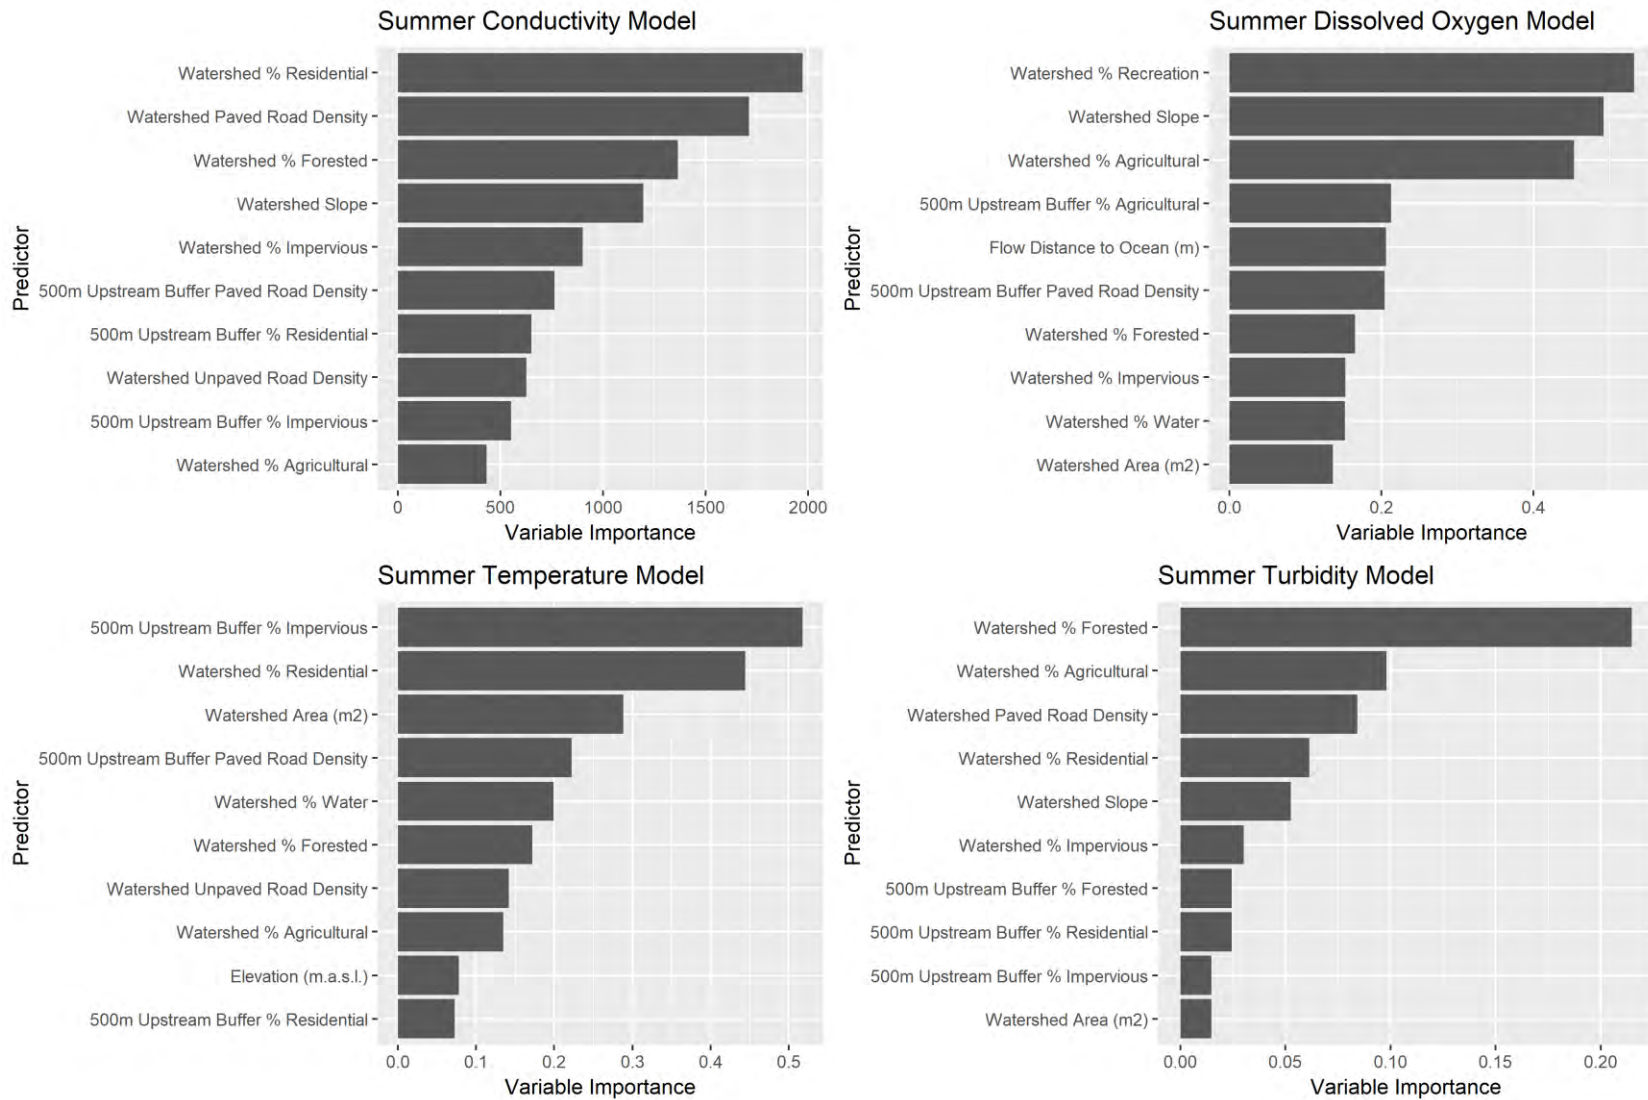 Summer Conductivity Model
Predictor
Watershed % Residential
Watershed Paved Road Density
Watershed % Forested
Watershed Slope
Watershed % Impervious
500m Upstream Buffer Paved Road Density
500m Upstream Buffer % Residential
Watershed Unpaved Road Density
500m Upstream Buffer % Impervious
Watershed % Agricultural
0 500 1000 1500 2000
Variable Importance
Summer Dissolved Oxygen Model
Predictor
Watershed % Recreation
Watershed Slope
Watershed % Agricultural
500m Upstream Buffer % Agricultural
Flow Distance to Ocean (m)
500m Upstream Buffer Paved Road Density
Watershed % Forested
Watershed % Impervious
Watershed % Water
Watershed Area (m2)
0.0 0.2 0.4
Variable Importance
Summer Temperature Model
Predictor
500m Upstream Buffer % Impervious
Watershed % Residential
Watershed Area (m2)
500m Upstream Buffer Paved Road Density
Watershed % Water
Watershed % Forested
Watershed Unpaved Road Density
Watershed % Agricultural
Elevation (m.a.s.l.)
500m Upstream Buffer % Residential
0.0 0.1 0.2 0.3 0.4 0.5
Variable Importance
Summer Turbidity Model
Predictor
Watershed % Forested
Watershed % Agricultural
Watershed Paved Road Density
Watershed % Residential
Watershed Slope
Watershed % Impervious
500m Upstream Buffer % Forested
500m Upstream Buffer % Residential
500m Upstream Buffer % Impervious
Watershed Area (m2)
0.00 0.05 0.10 0.15 0.20
Variable Importance